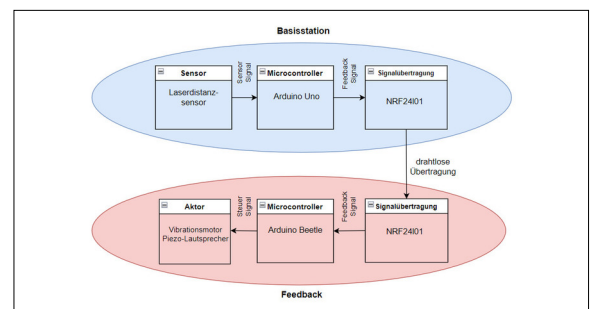 Basisstation
Sensor
Laserdistanz-
sensor
Sensor
Signal
Microcontroller
Arduino Uno
Feedback
Signal
Signalübertragung
NRF24l01
drahtlose
Übertragung
Aktor
Vibrationsmotor
Piezo-Lautsprecher
Steuer
Signal
Microcontroller
Arduino Beetle
Feedback
Signal
Signalübertragung
NRF24l01
Feedback